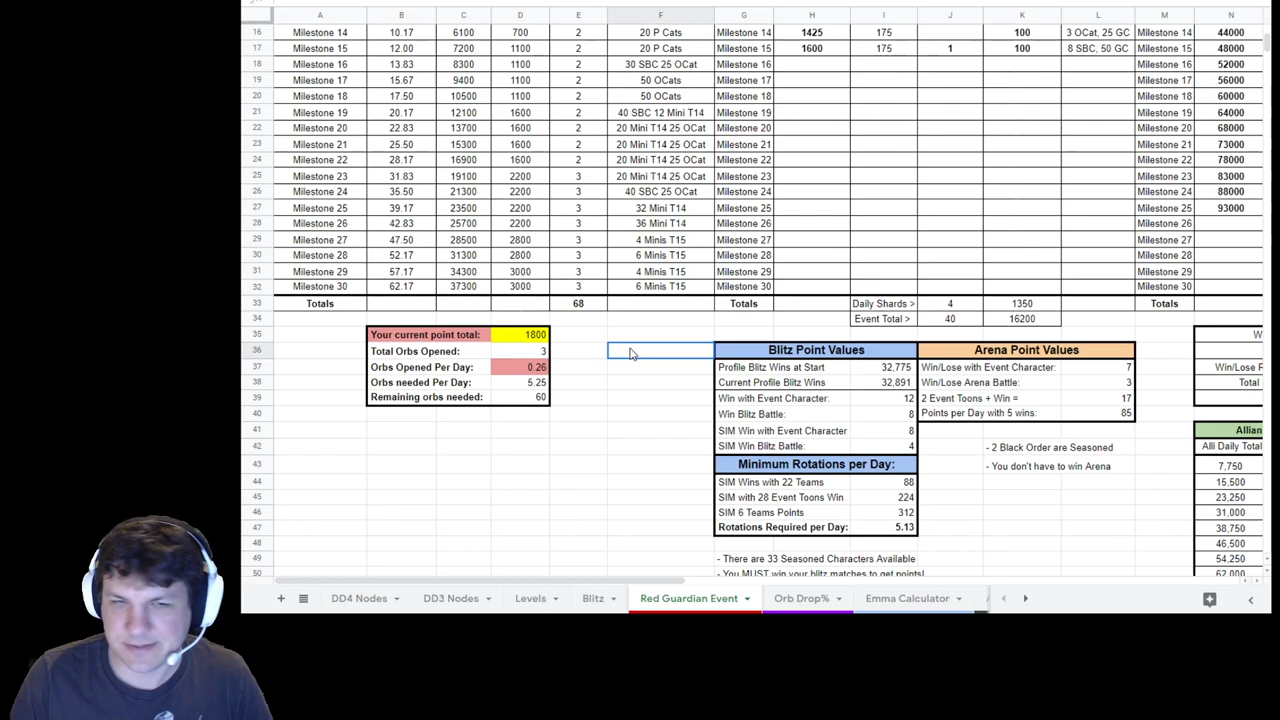 A B C D E F G H I J K L M N
16 Milestone 14 10.17 6100 700 2 20 P Cats Milestone 14 1425 175 100 3 OCat, 25 GC Milestone 14 44000
17 Milestone 15 12.00 7200 1100 2 20 P Cats Milestone 15 1600 175 1 100 8 SBC, 50 GC Milestone 15 48000
18 Milestone 16 13.83 8300 1100 2 30 SBC 25 OCat Milestone 16 Milestone 16 52000
19 Milestone 17 15.67 9400 1100 2 50 OCats Milestone 17 Milestone 17 56000
20 Milestone 18 17.50 10500 1100 2 50 OCats Milestone 18 Milestone 18 60000
21 Milestone 19 20.17 12100 1600 2 40 SBC 12 Mini T14 Milestone 19 Milestone 19 64000
22 Milestone 20 22.83 13700 1600 2 20 Mini T14 25 OCat Milestone 20 Milestone 20 68000
23 Milestone 21 25.50 15300 1600 2 20 Mini T14 25 OCat Milestone 21 Milestone 21 73000
24 Milestone 22 28.17 16900 1600 2 20 Mini T14 25 OCat Milestone 22 Milestone 22 78000
25 Milestone 23 31.83 19100 2200 3 20 Mini T14 25 OCat Milestone 23 Milestone 23 83000
26 Milestone 24 35.50 21300 2200 3 40 SBC 25 OCat Milestone 24 Milestone 24 88000
27 Milestone 25 39.17 23500 2200 3 32 Mini T14 Milestone 25 Milestone 25 93000
28 Milestone 26 42.83 25700 2200 3 36 Mini T14 Milestone 26 Milestone 26
29 Milestone 27 47.50 28500 2800 3 4 Minis T15 Milestone 27 Milestone 27
30 Milestone 28 52.17 31300 2800 3 6 Minis T15 Milestone 28 Milestone 28
31 Milestone 29 57.17 34300 3000 3 4 Minis T15 Milestone 29 Milestone 29
32 Milestone 30 62.17 37300 3000 3 6 Minis T15 Milestone 30 Milestone 30
33 Totals 68 Totals Daily Shards > 4 1350 Totals
34 Event Total > 40 16200
35 Your current point total: 1800 W
36 Total Orbs Opened: 3 Blitz Point Values Arena Point Values
37 Orbs Opened Per Day: 0.26 Profile Blitz Wins at Start 32,775 Win/Lose with Event Character: 7 Win/Lose R
38 Orbs needed Per Day: 5.25 Current Profile Blitz Wins 32,891 Win/Lose Arena Battle: 3 Total
39 Remaining orbs needed: 60 Win with Event Character: 12 2 Event Toons + Win = 17
40 Win Blitz Battle: 8 Points per Day with 5 wins: 85
41 SIM Win with Event Character 8 Allian
42 SIM Win Blitz Battle: 4 - 2 Black Order are Seasoned Alli Daily Total
43 Minimum Rotations per Day: - You don't have to win Arena 7,750
44 SIM Wins with 22 Teams 88 15,500
45 SIM with 28 Event Toons Win 224 23,250
46 SIM 6 Teams Points 312 31,000
47 Rotations Required per Day: 5.13 38,750
48 46,500
49 - There are 33 Seasoned Characters Available 54,250
50 - You MUST win your blitz matches to get points! 62,000
DD4 Nodes DD3 Nodes Levels Blitz Red Guardian Event Orb Drop% Emma Calculator